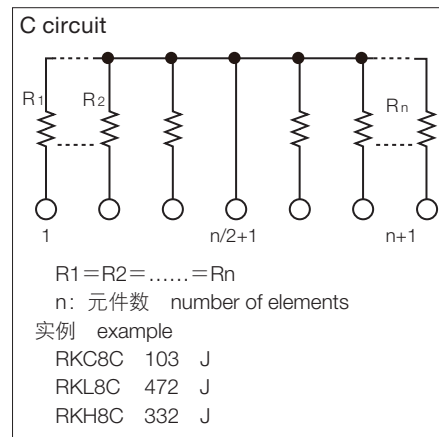 C circuit
R1 R2 Rn
1 n/2+1 n+1
R1=R2=......=Rn
n: 元件数 number of elements
实例 example
RKC8C 103 J
RKL8C 472 J
RKH8C 332 J